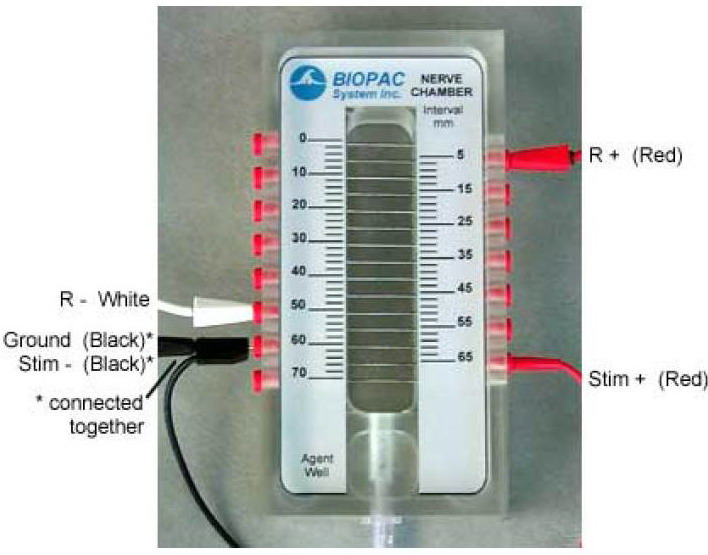 BIOPAC
System Inc.
NERVE
CHAMBER
Interval
mm
0
5
10
15
20
25
30
35
40
45
50
55
60
65
70
Agent
Well
R + (Red)
R - White
Ground (Black)*
Stim - (Black)*
* connected
together
Stim + (Red)